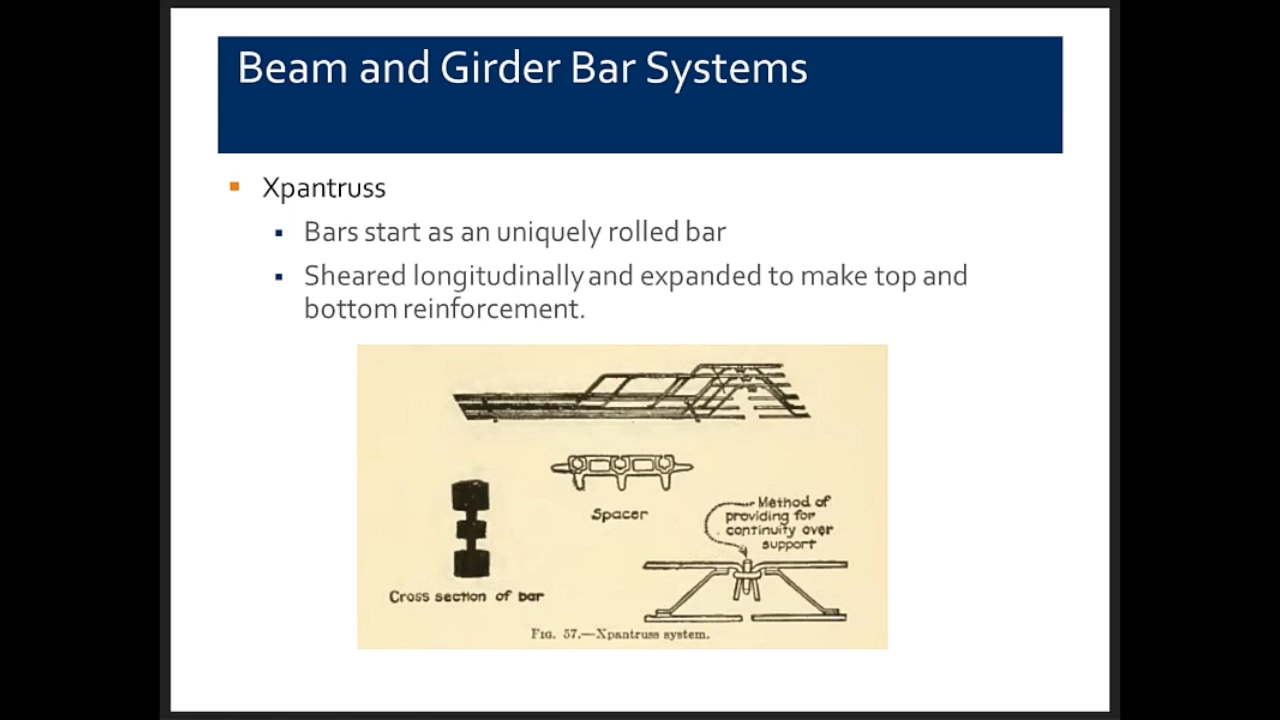 Beam and Girder Bar Systems
Xpantruss
Bars start as an uniquely rolled bar
Sheared longitudinally and expanded to make top and
bottom reinforcement.
Spacer
Method of
providing for
continuity over
support
Cross section of bar
FIG. 57.—Xpantruss system.